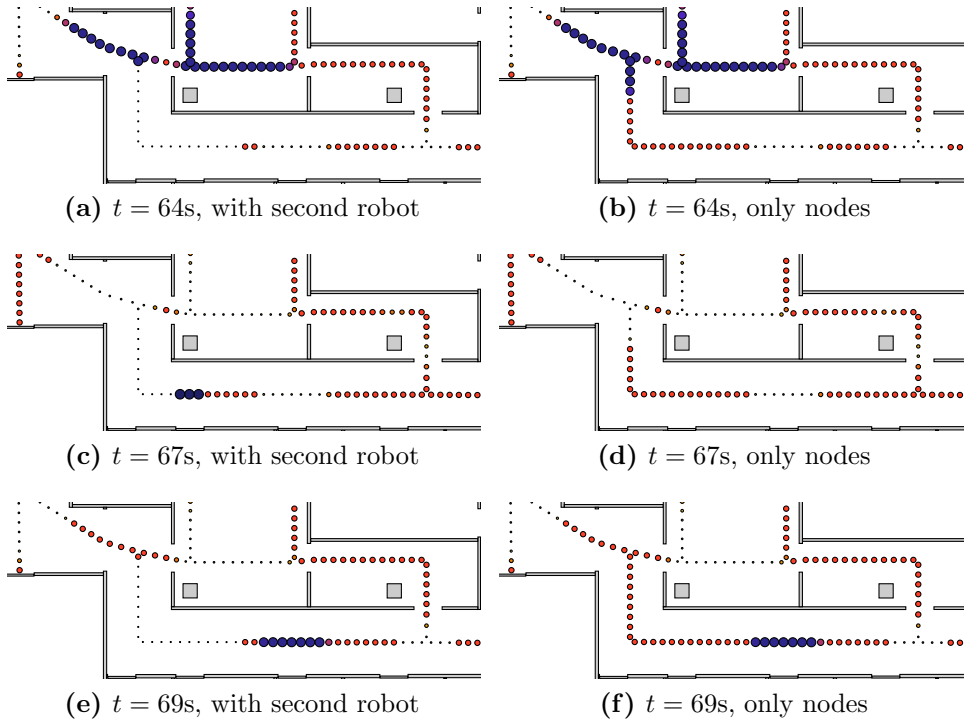 (a) t = 64s, with second robot
(b) t = 64s, only nodes
(c) t = 67s, with second robot
(d) t = 67s, only nodes
(e) t = 69s, with second robot
(f) t = 69s, only nodes